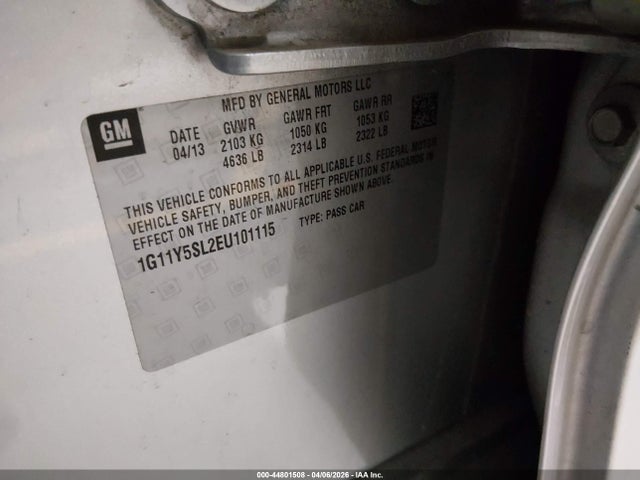 MFD BY GENERAL MOTORS LLC
GM
DATE GVWR GAWR FRT GAWR RR
04/13 2103 KG 1050 KG 1053 KG
4636 LB 2314 LB 2322 LB
THIS VEHICLE CONFORMS TO ALL APPLICABLE U.S. FEDERAL MOTOR
VEHICLE SAFETY, BUMPER, AND THEFT PREVENTION STANDARDS IN
EFFECT ON THE DATE OF MANUFACTURE SHOWN ABOVE.
1G11Y5SL2EU101115 TYPE: PASS CAR
000-44801508 - 04/06/2026 - IAA Inc.